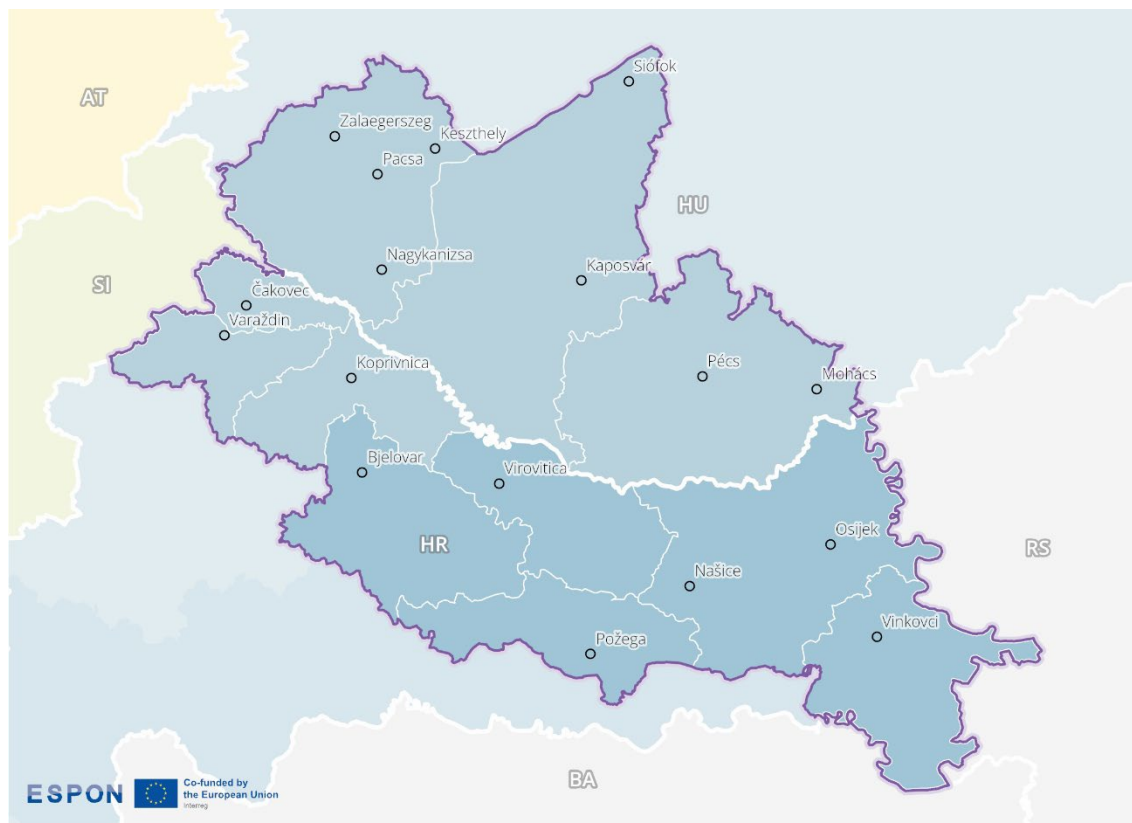 Siófok
AT
Zalaegerszeg
Keszthely
Pacsa
HU
Nagykanizsa
Kaposvár
SI
Čakovec
Varaždin
Koprivnica
Pécs
Mohács
Bjelovar
Virovitica
HR
Osijek
RS
Našice
Vinkovci
Požega
BA
ESPON
Co-funded by
the European Union
Interreg